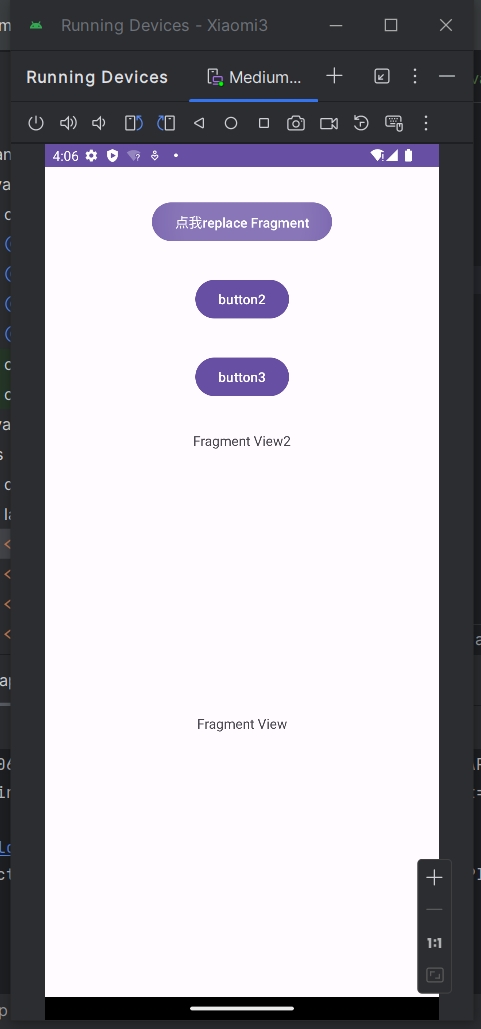 Running Devices - Xiaomi3
Running Devices
Medium...
4:06
点我replace Fragment
button2
button3
Fragment View2
Fragment View
1:1